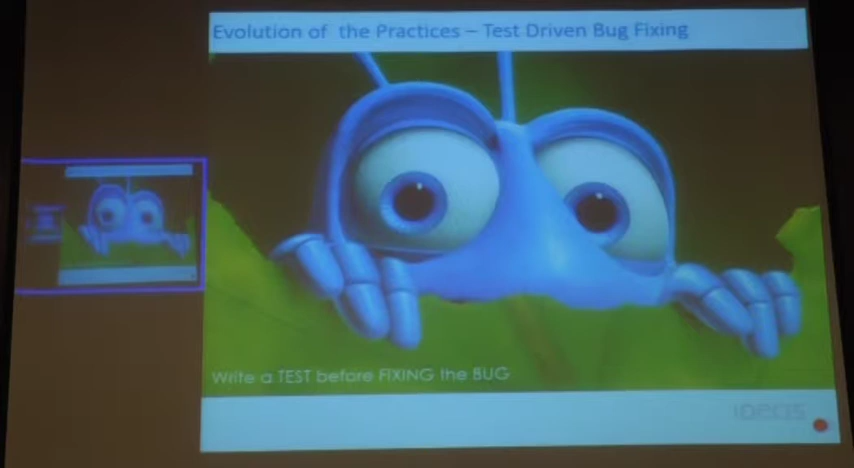 Evolution of the Practices – Test Driven Bug Fixing
Write a TEST before FIXING the BUG